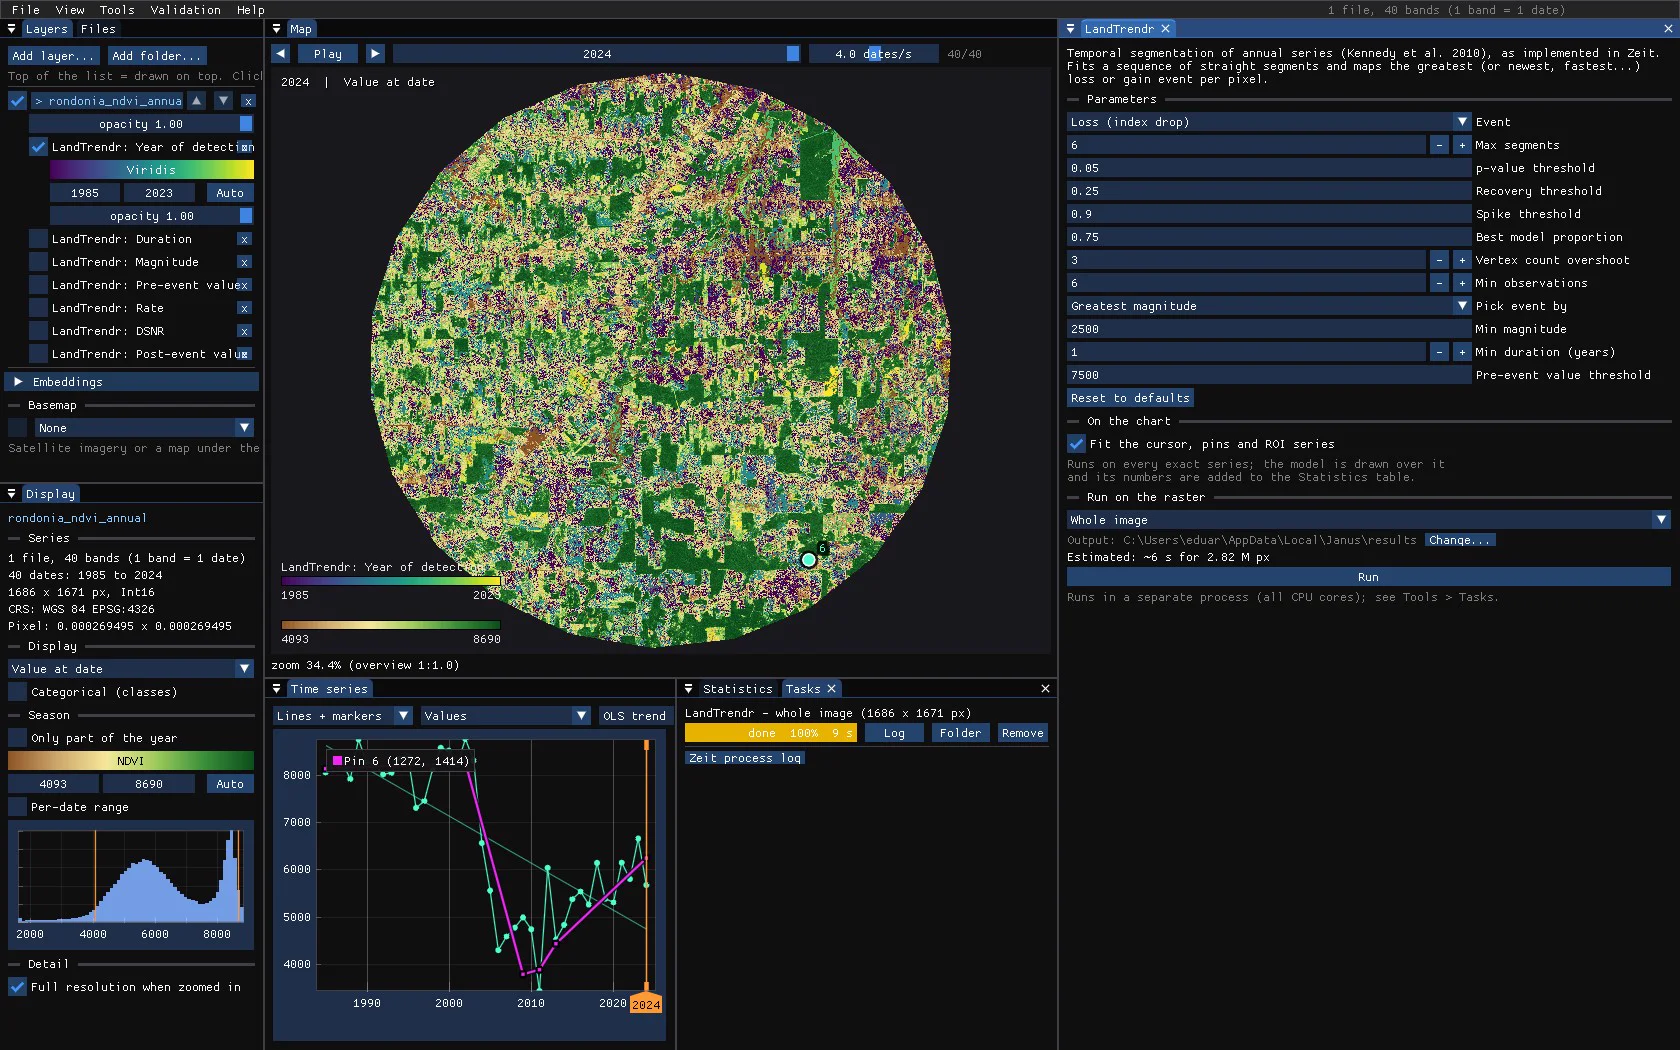 File View Tools Validation Help
1 file, 40 bands (1 band = 1 date)
Layers Files
Add layer... Add folder...
Top of the list = drawn on top. Clic
> rondonia_ndvi_annua x
opacity 1.00
LandTrendr: Year of detection
Viridis
1985 2023 Auto
opacity 1.00
LandTrendr: Duration x
LandTrendr: Magnitude x
LandTrendr: Pre-event value x
LandTrendr: Rate x
LandTrendr: DSNR x
LandTrendr: Post-event value
Embeddings
Basemap
None
Satellite imagery or a map under the
Display
rondonia_ndvi_annual
Series
1 file, 40 bands (1 band = 1 date)
40 dates: 1985 to 2024
1686 x 1671 px, Int16
CRS: WGS 84 EPSG:4326
Pixel: 0.000269495 x 0.000269495
Display
Value at date
Categorical (classes)
Season
Only part of the year
NDVI
4093 8690 Auto
Per-date range
2000 4000 6000 8000
Detail
Full resolution when zoomed in
Map
Play 2024 4.0 dates/s 40/40
2024 | Value at date
6
LandTrendr: Year of detection
1985 2023
4093 8690
zoom 34.4% (overview 1:1.0)
Time series
Lines + markers Values OLS trend
Pin 6 (1272, 1414)
8000
7000
6000
5000
4000
1990 2000 2010 2020 2024
Statistics Tasks
LandTrendr - whole image (1686 x 1671 px)
done 100% 9 s Log Folder Remove
Zeit process log
LandTrendr
Temporal segmentation of annual series (Kennedy et al. 2010), as implemented in Zeit.
Fits a sequence of straight segments and maps the greatest (or newest, fastest...)
loss or gain event per pixel.
Parameters
Loss (index drop) Event
6 - + Max segments
0.05 p-value threshold
0.25 Recovery threshold
0.9 Spike threshold
0.75 Best model proportion
3 - + Vertex count overshoot
6 - + Min observations
Greatest magnitude Pick event by
2500 Min magnitude
1 - + Min duration (years)
7500 Pre-event value threshold
Reset to defaults
On the chart
Fit the cursor, pins and ROI series
Runs on every exact series; the model is drawn over it
and its numbers are added to the Statistics table.
Run on the raster
Whole image
Output: C:\Users\eduar\AppData\Local\Janus\results Change...
Estimated: ~6 s for 2.82 M px
Run
Runs in a separate process (all CPU cores); see Tools > Tasks.